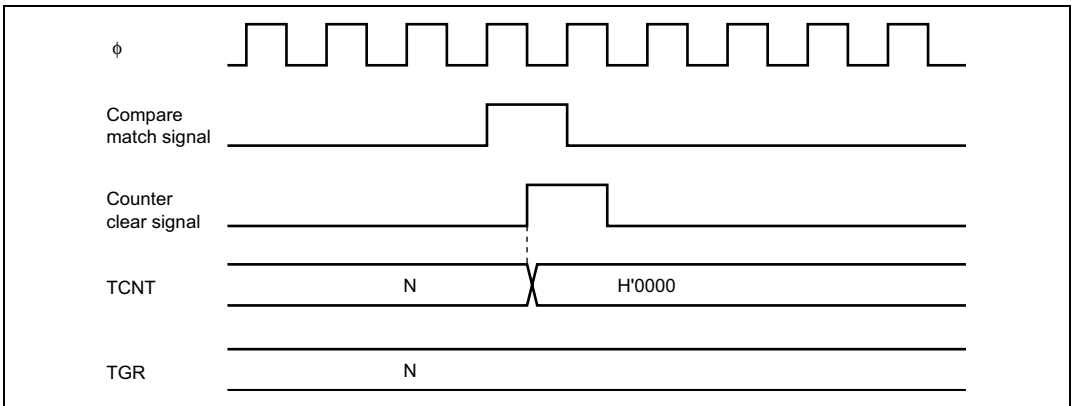 ϕ
Compare
match signal
Counter
clear signal
TCNT
N
H'0000
TGR
N